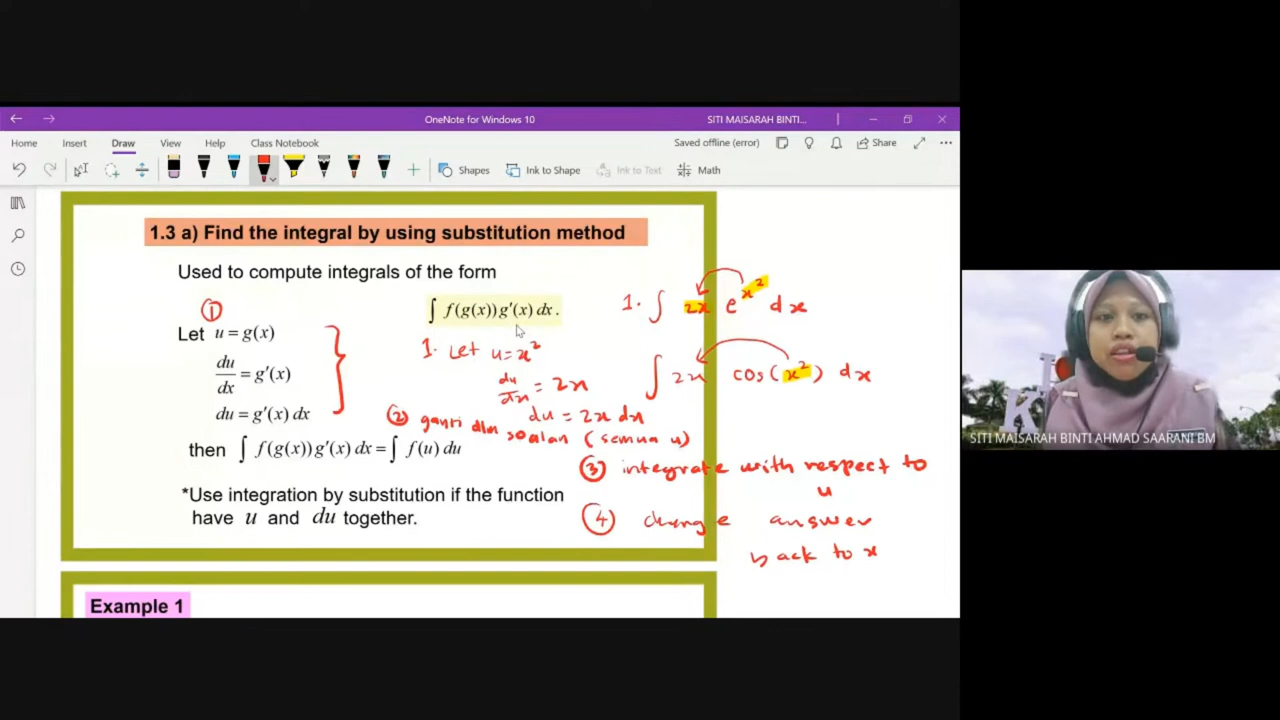 OneNote for Windows 10
SITI MAISARAH BINTI...
Home Insert Draw View Help Class Notebook
Saved offline (error)
Share
Shapes
Ink to Shape
Ink to Text
Math
1.3 a) Find the integral by using substitution method
Used to compute integrals of the form
∫ f(g(x))g'(x) dx.
①
Let u = g(x)
du/dx = g'(x)
du = g'(x) dx
then ∫ f(g(x))g'(x) dx = ∫ f(u) du
*Use integration by substitution if the function
have u and du together.
1. Let u = x²
du/dx = 2x
du = 2x dx
② ganti dlm soalan (semua u)
1. ∫ 2x e^x² dx
∫ 2x cos(x²) dx
③ integrate with respect to
u
④ change answer
back to x
Example 1
K
SITI MAISARAH BINTI AHMAD SAARANI BM